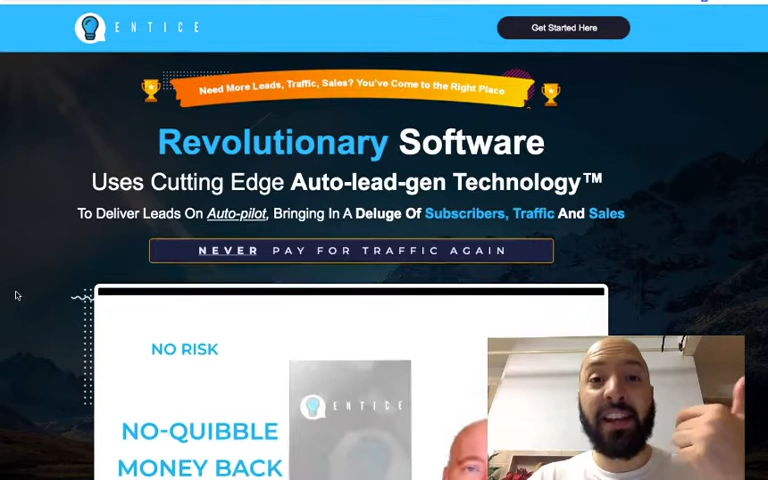 ENTICE
Get Started Here
Need More Leads, Traffic, Sales? You've Come to the Right Place
Revolutionary Software
Uses Cutting Edge Auto-lead-gen Technology™
To Deliver Leads On Auto-pilot, Bringing In A Deluge Of Subscribers, Traffic And Sales
NEVER PAY FOR TRAFFIC AGAIN
NO RISK
ENTICE
NO-QUIBBLE
MONEY BACK